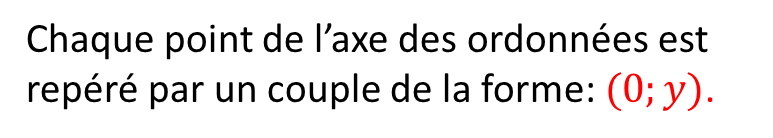 Chaque point de l’axe des ordonnées est
repéré par un couple de la forme: (0; y).